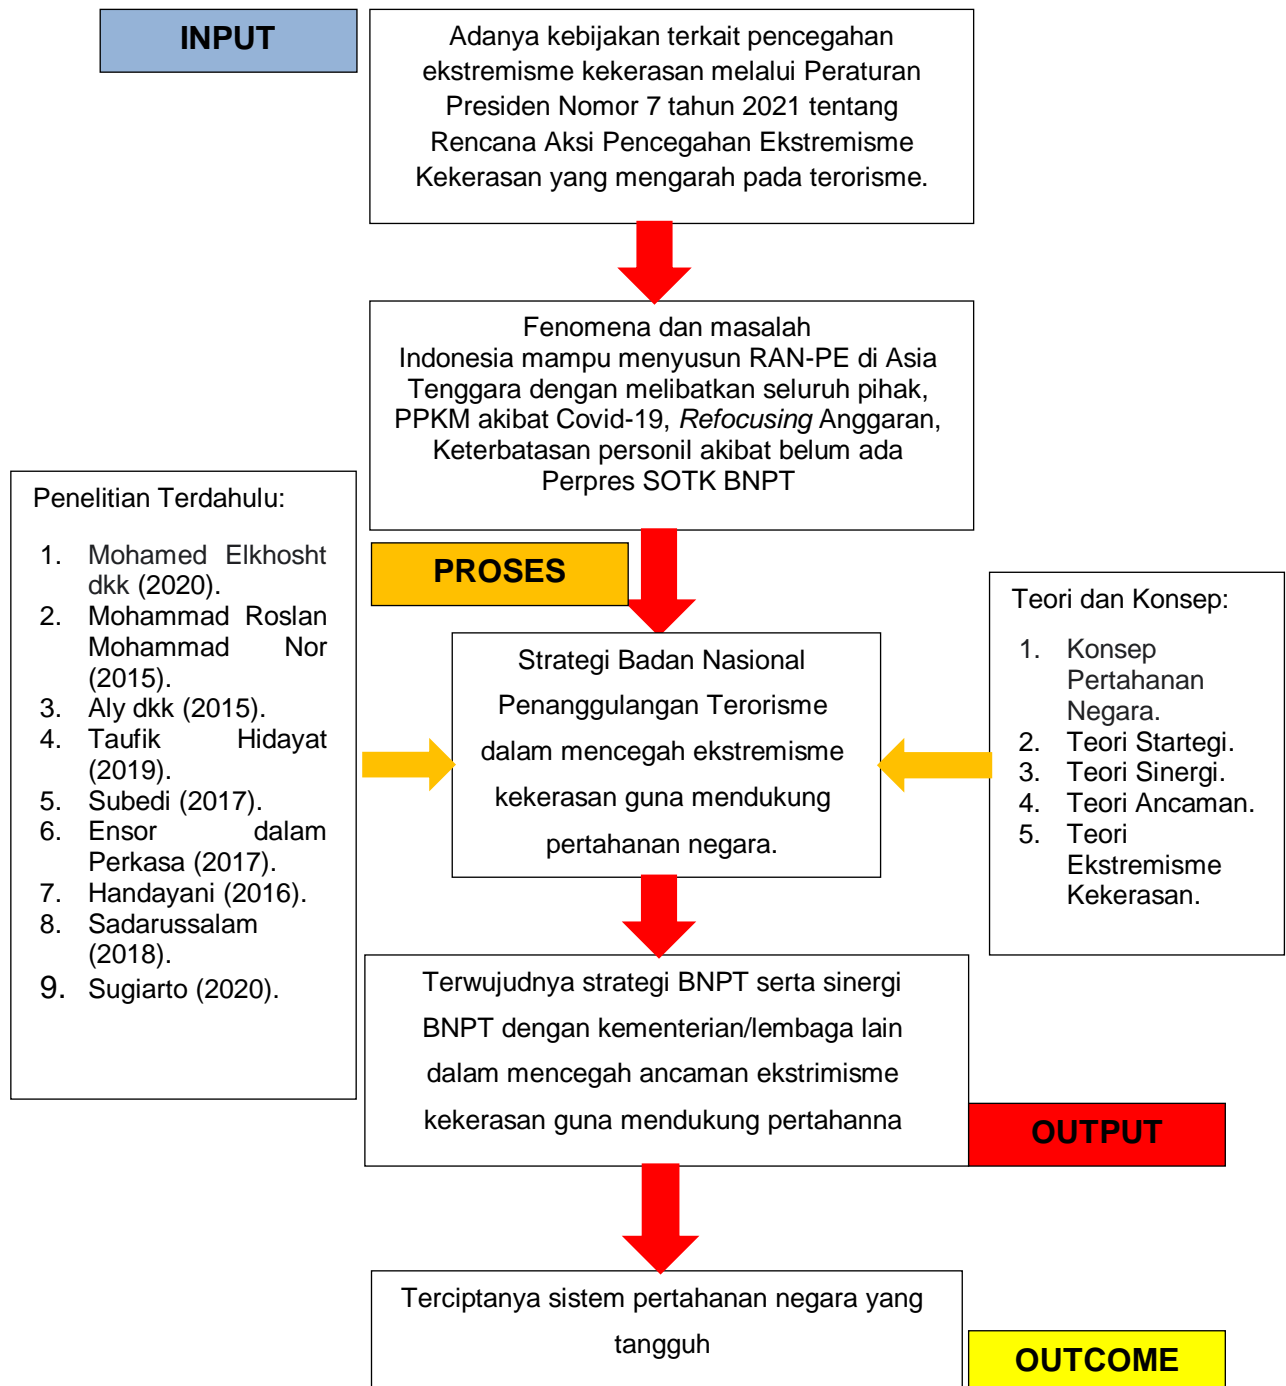 INPUT
Adanya kebijakan terkait pencegahan
ekstremisme kekerasan melalui Peraturan
Presiden Nomor 7 tahun 2021 tentang
Rencana Aksi Pencegahan Ekstremisme
Kekerasan yang mengarah pada terorisme.
Fenomena dan masalah
Indonesia mampu menyusun RAN-PE di Asia
Tenggara dengan melibatkan seluruh pihak,
PPKM akibat Covid-19, Refocusing Anggaran,
Keterbatasan personil akibat belum ada
Perpres SOTK BNPT
Penelitian Terdahulu:
1. Mohamed Elkhosht
dkk (2020).
2. Mohammad Roslan
Mohammad Nor
(2015).
3. Aly dkk (2015).
4. Taufik Hidayat
(2019).
5. Subedi (2017).
6. Ensor dalam
Perkasa (2017).
7. Handayani (2016).
8. Sadarussalam
(2018).
9. Sugiarto (2020).
PROSES
Strategi Badan Nasional
Penanggulangan Terorisme
dalam mencegah ekstremisme
kekerasan guna mendukung
pertahanan negara.
Teori dan Konsep:
1. Konsep
Pertahanan
Negara.
2. Teori Startegi.
3. Teori Sinergi.
4. Teori Ancaman.
5. Teori
Ekstremisme
Kekerasan.
Terwujudnya strategi BNPT serta sinergi
BNPT dengan kementerian/lembaga lain
dalam mencegah ancaman ekstrimisme
kekerasan guna mendukung pertahanna
OUTPUT
Terciptanya sistem pertahanan negara yang
tangguh
OUTCOME